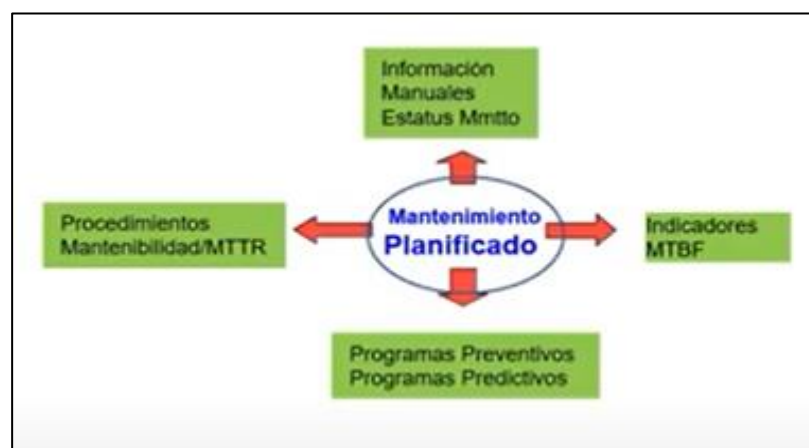 Información
Manuales
Estatus Mmtto
Procedimientos
Mantenibilidad/MTTR
Mantenimiento
Planificado
Indicadores
MTBF
Programas Preventivos
Programas Predictivos